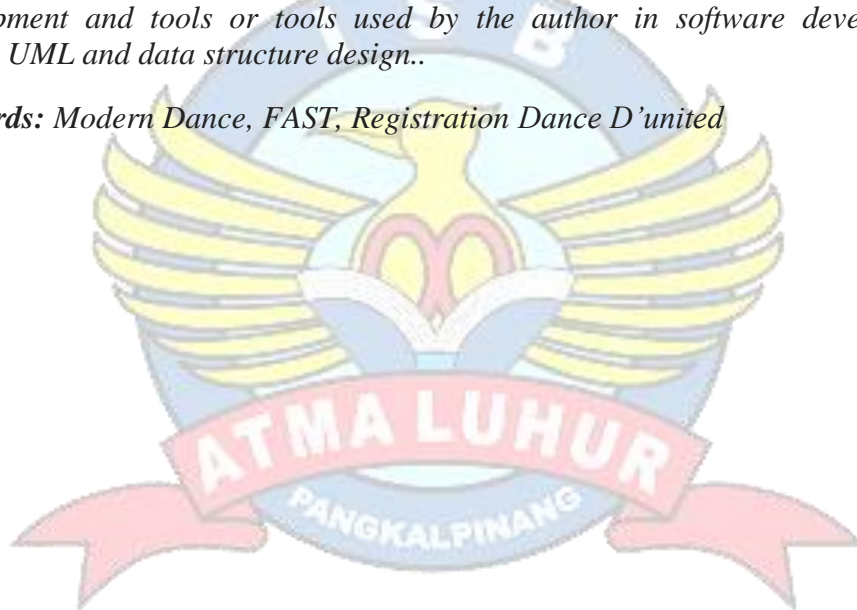 pment and tools or tools used by the author in software deve
UML and data structure design..
rds: Modern Dance, FAST, Registration Dance D'united
I S B
ATMA LUHUR
PANGKALPINANG